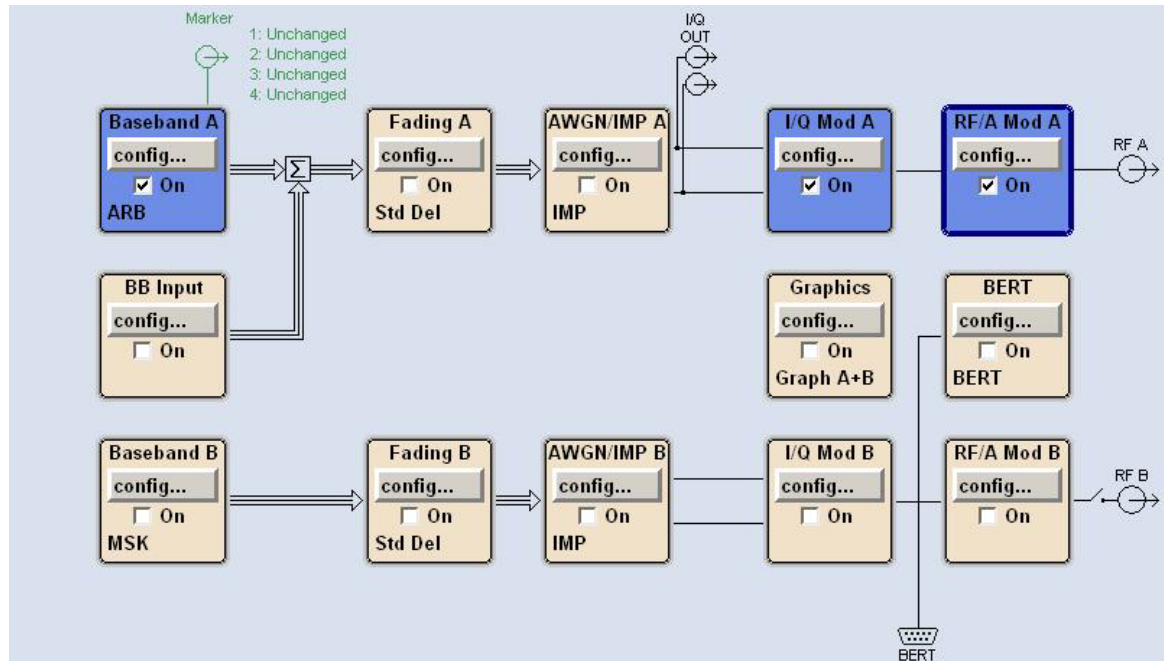 Marker
1: Unchanged
2: Unchanged
3: Unchanged
4: Unchanged
I/Q
OUT
Baseband A
config...
On
ARB
Σ
Fading A
config...
On
Std Del
AWGN/IMP A
config...
On
IMP
I/Q Mod A
config...
On
RF/A Mod A
config...
On
RF A
BB Input
config...
On
Graphics
config...
On
Graph A+B
BERT
config...
On
BERT
Baseband B
config...
On
MSK
Fading B
config...
On
Std Del
AWGN/IMP B
config...
On
IMP
I/Q Mod B
config...
On
RF/A Mod B
config...
On
RF B
BERT